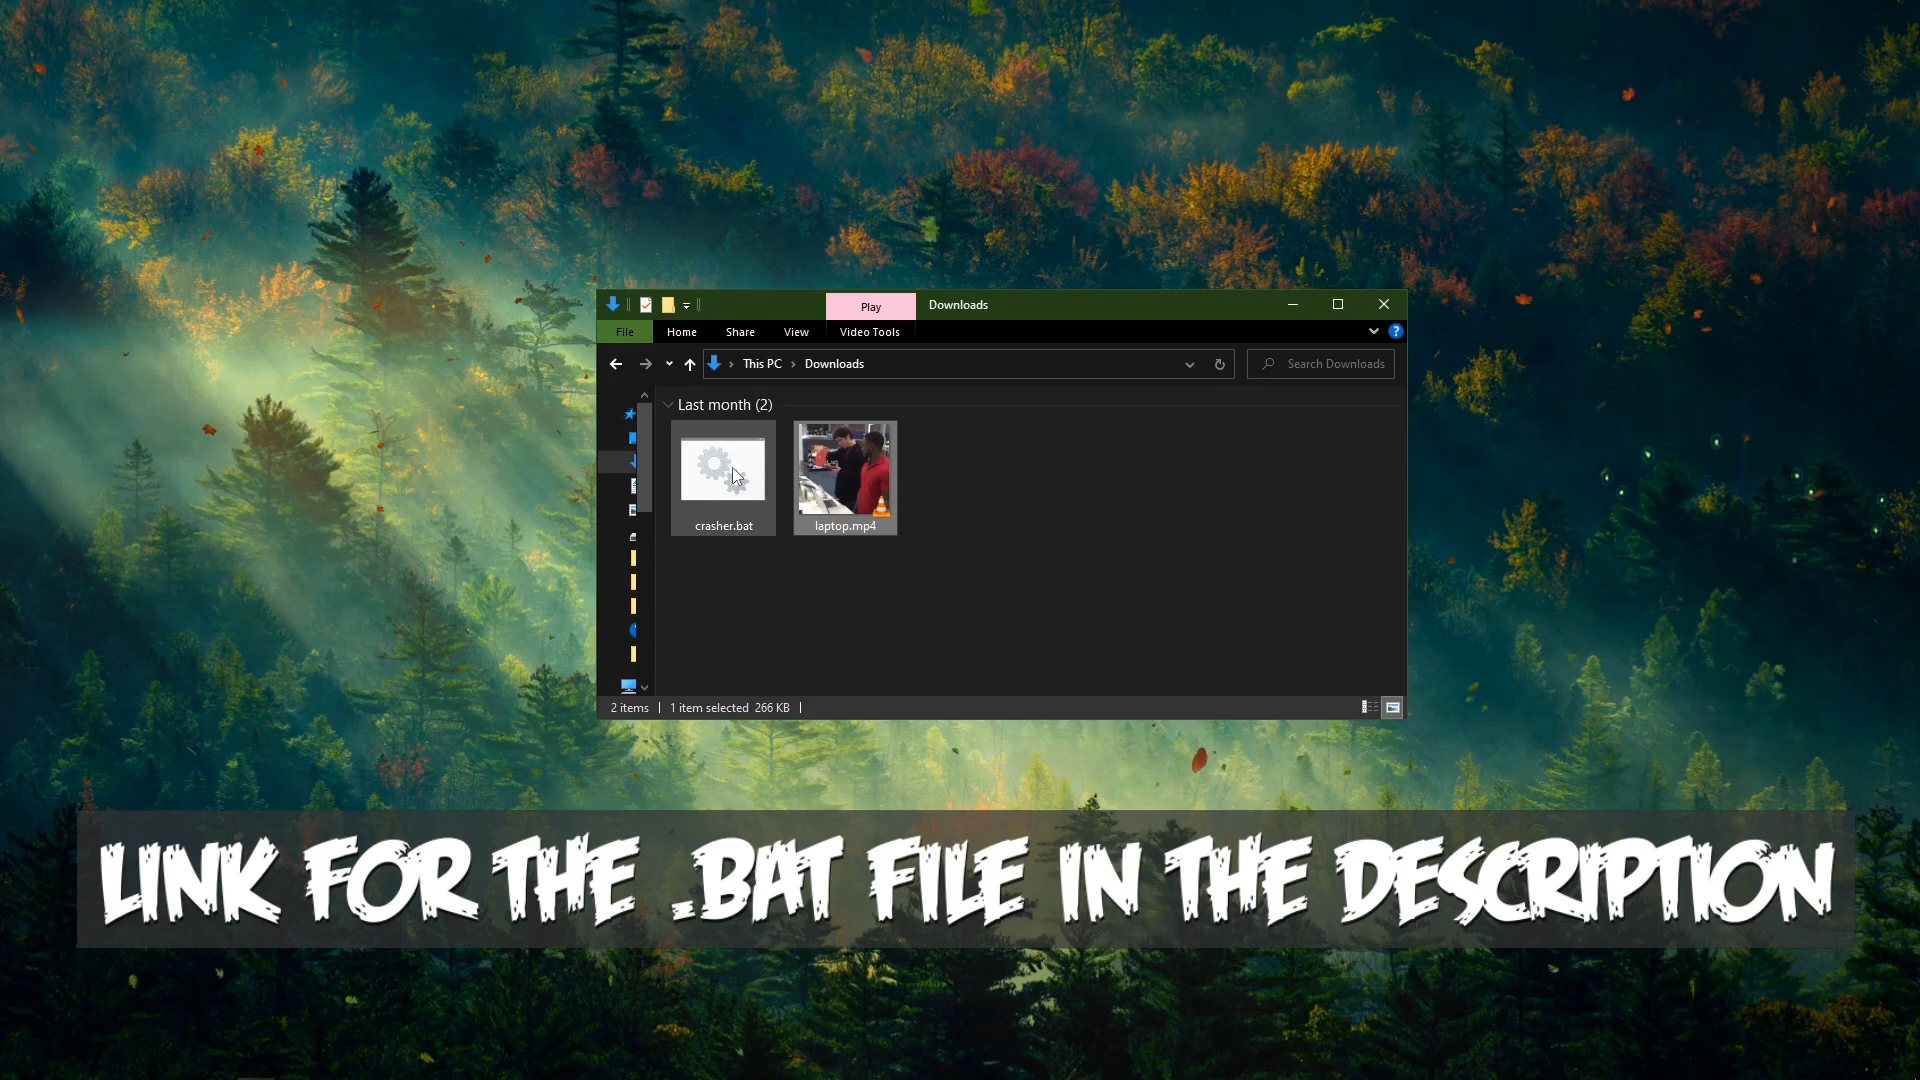 Play
Downloads
File
Home
Share
View
Video Tools
?
This PC
Downloads
Search Downloads
Last month (2)
crasher.bat
laptop.mp4
2 items
1 item selected 266 KB
LINK FOR THE .BAT FILE IN THE DESCRIPTION